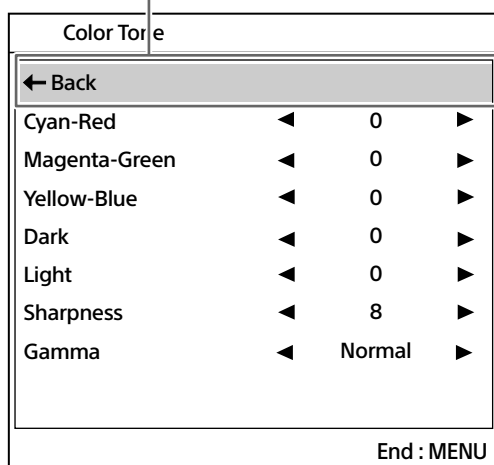 Color Tone
← Back
Cyan-Red ◄ 0 ►
Magenta-Green ◄ 0 ►
Yellow-Blue ◄ 0 ►
Dark ◄ 0 ►
Light ◄ 0 ►
Sharpness ◄ 8 ►
Gamma ◄ Normal ►
End : MENU